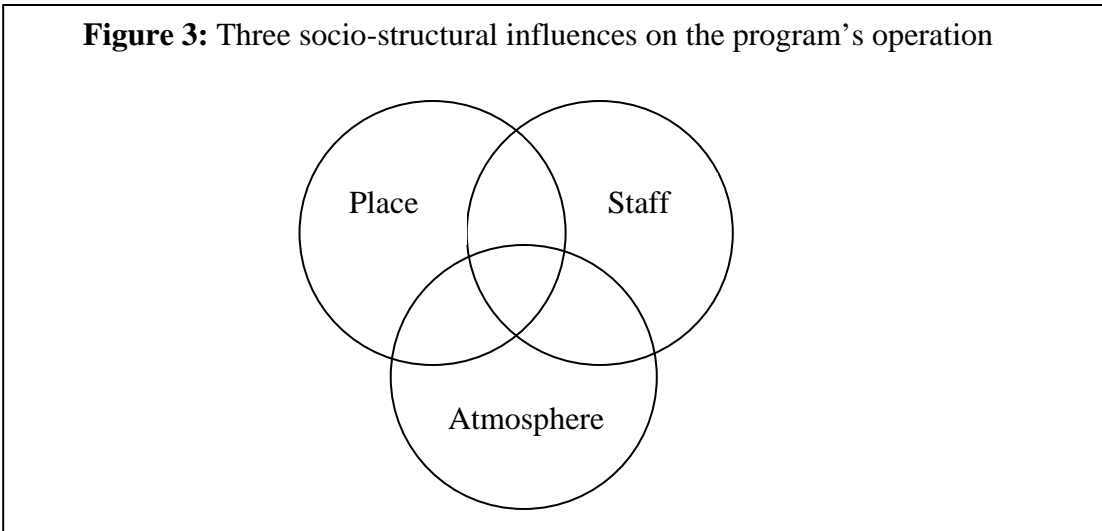 Figure 3: Three socio-structural influences on the program’s operation
Place
Staff
Atmosphere